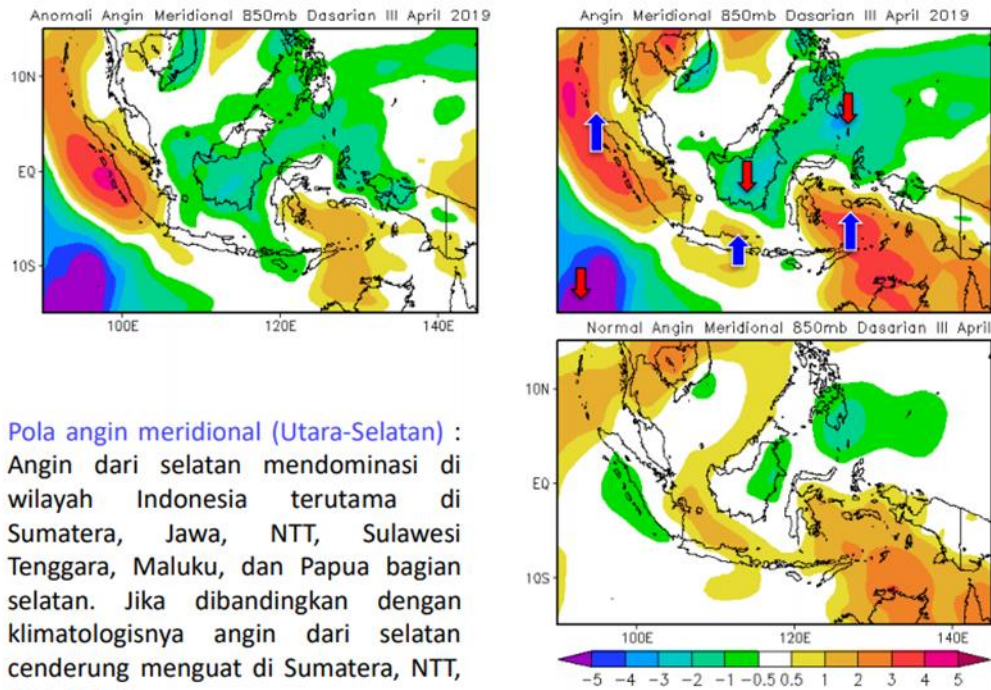 Anomali Angin Meridional 850mb Dasarian III April 2019
10N
EQ
10S
100E
120E
140E
Angin Meridional 850mb Dasarian III April 2019
Normal Angin Meridional 850mb Dasarian III April
10N
EQ
10S
100E
120E
140E
-5 -4 -3 -2 -1 -0.5 0.5 1 2 3 4 5
Pola angin meridional (Utara-Selatan) :
Angin dari selatan mendominasi di
wilayah Indonesia terutama di
Sumatera, Jawa, NTT, Sulawesi
Tenggara, Maluku, dan Papua bagian
selatan. Jika dibandingkan dengan
klimatologisnya angin dari selatan
cenderung menguat di Sumatera, NTT,